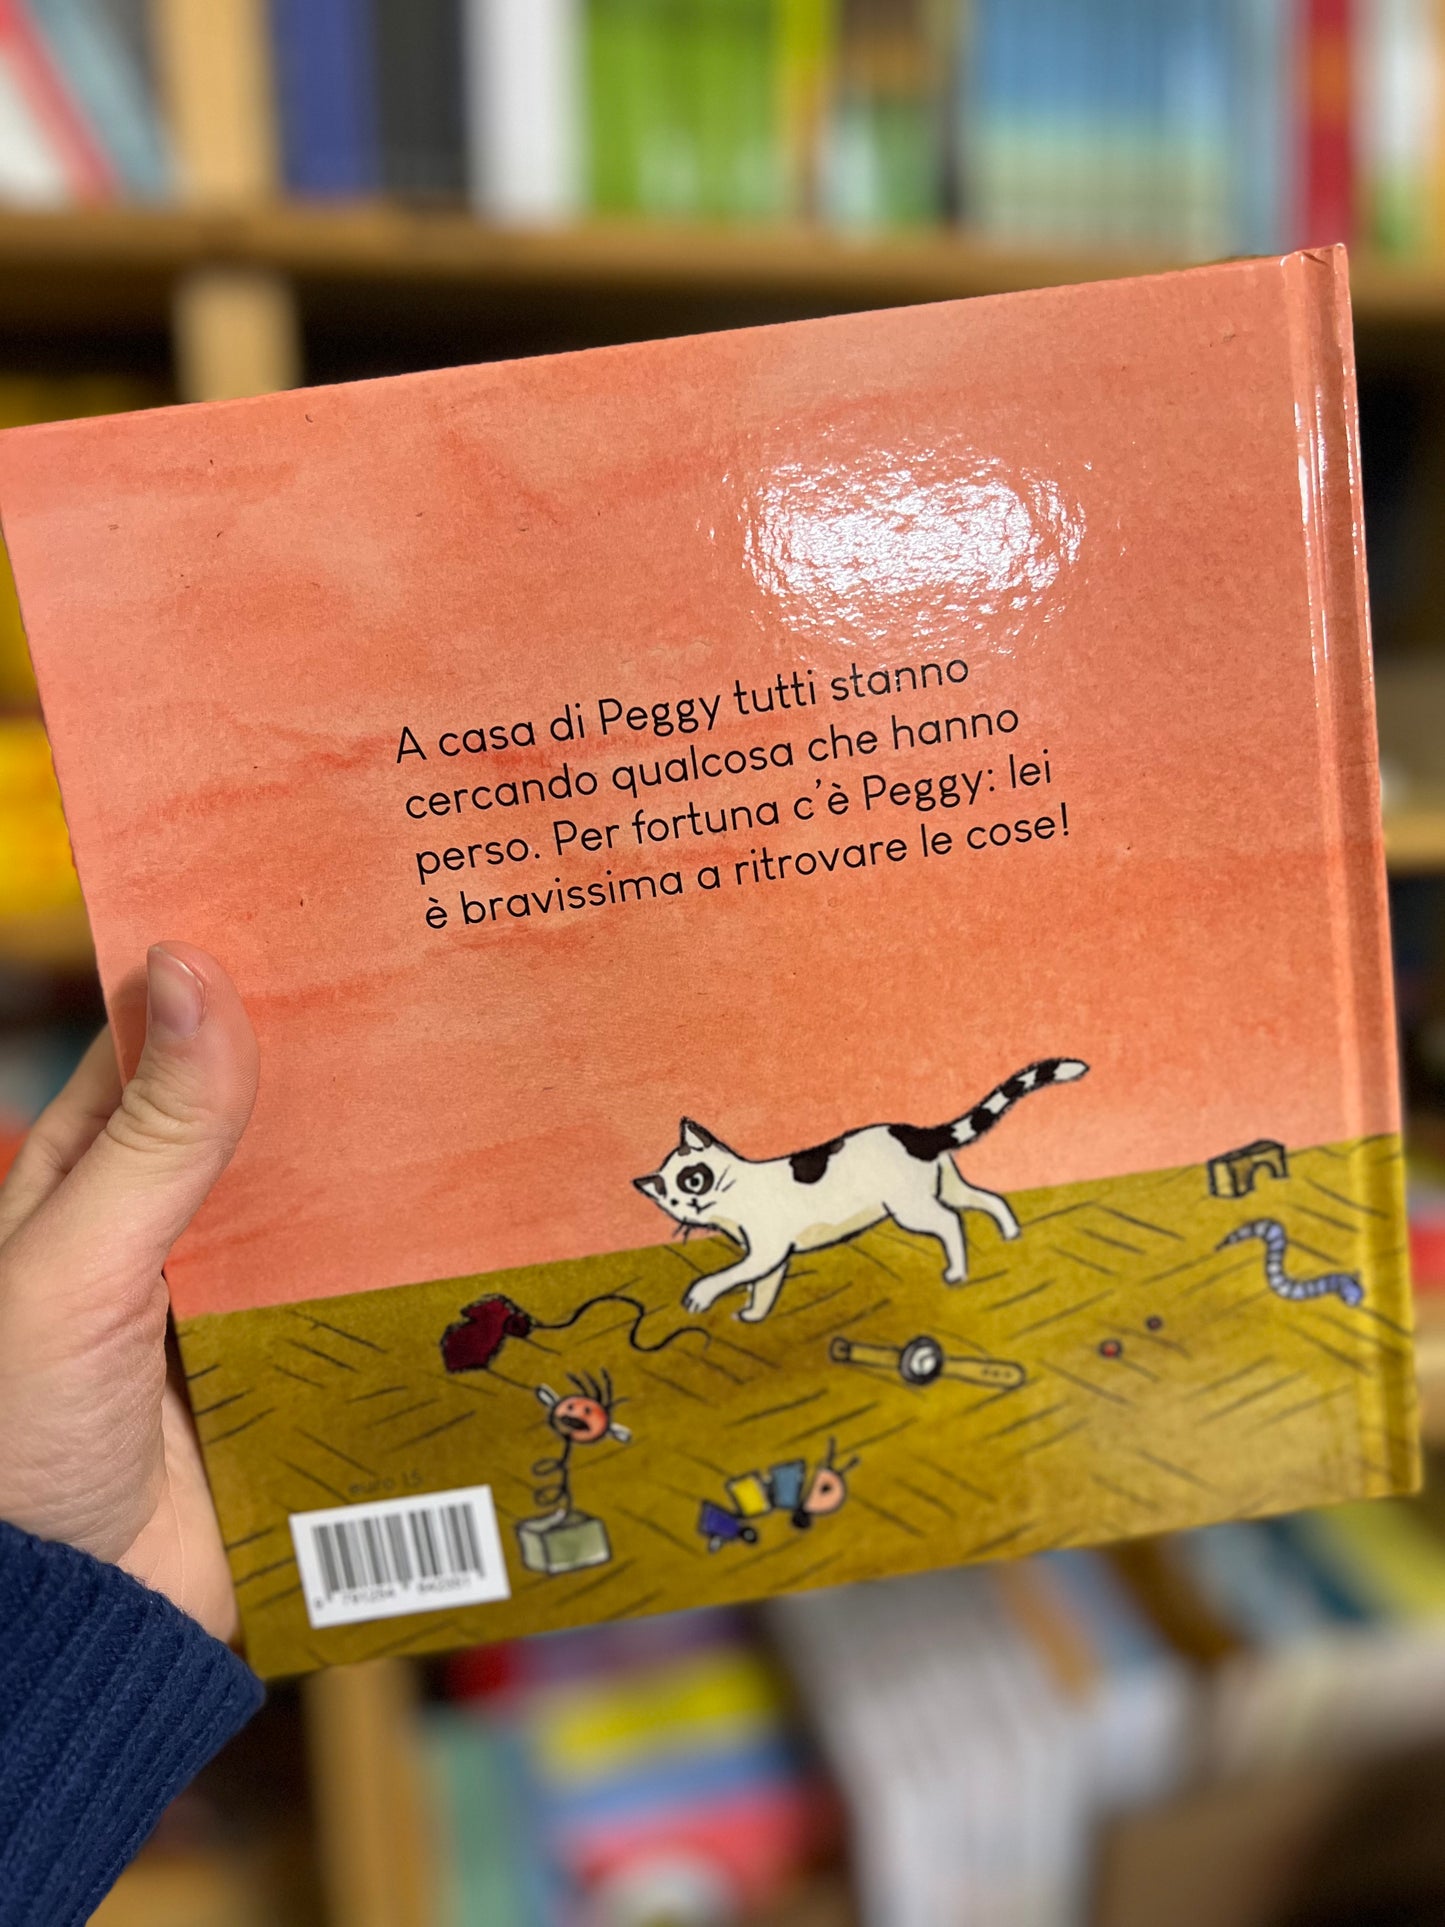 A casa di Peggy tutti stanno
cercando qualcosa che hanno
perso. Per fortuna c'è Peggy: lei
è bravissima a ritrovare le cose!
euro 15